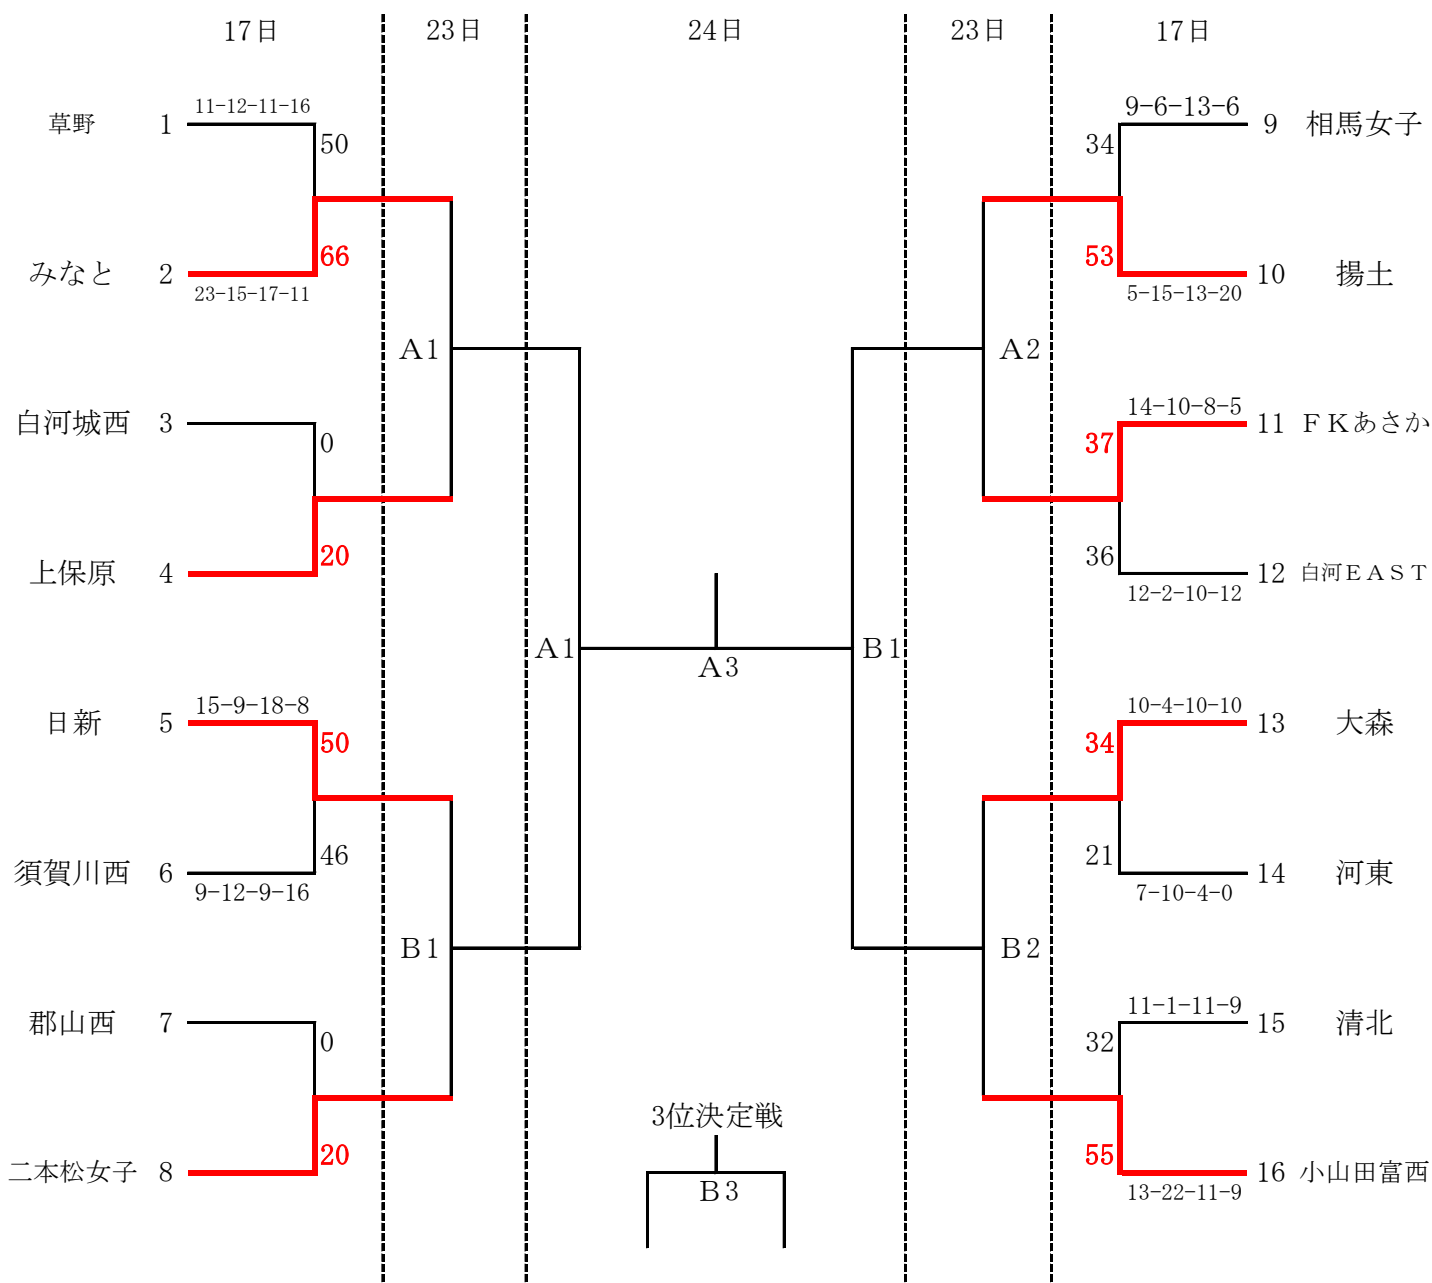 17日 23日 24日 23日 17日
11-12-11-16 9-6-13-6
草野 1 9 相馬女子
50 34
66 53
みなと 2 10 揚土
23-15-17-11 5-15-13-20
A1 A2
14-10-8-5
白河城西 3 11 FKあさか
0 37
20 36
上保原 4 12 白河EAST
12-2-10-12
A1 B1
A3
15-9-18-8 10-4-10-10
日新 5 13 大森
50 34
46 21
須賀川西 6 14 河東
9-12-9-16 7-10-4-0
B1 B2
11-1-11-9
郡山西 7 15 清北
0 32
3位決定戦
20 55
二本松女子 8 16 小山田富西
B3 13-22-11-9